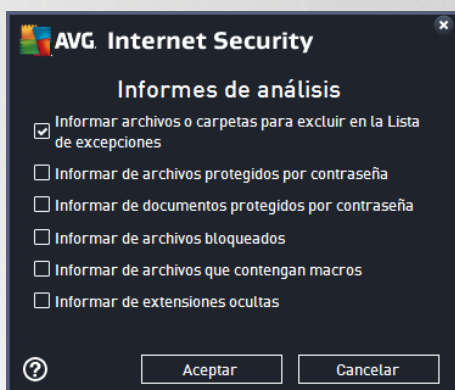 AVG. Internet Security
Informes de análisis
Informar archivos o carpetas para excluir en la Lista
de excepciones
Informar de archivos protegidos por contraseña
Informar de documentos protegidos por contraseña
Informar de archivos bloqueados
Informar de archivos que contengan macros
Informar de extensiones ocultas
?
Aceptar
Cancelar